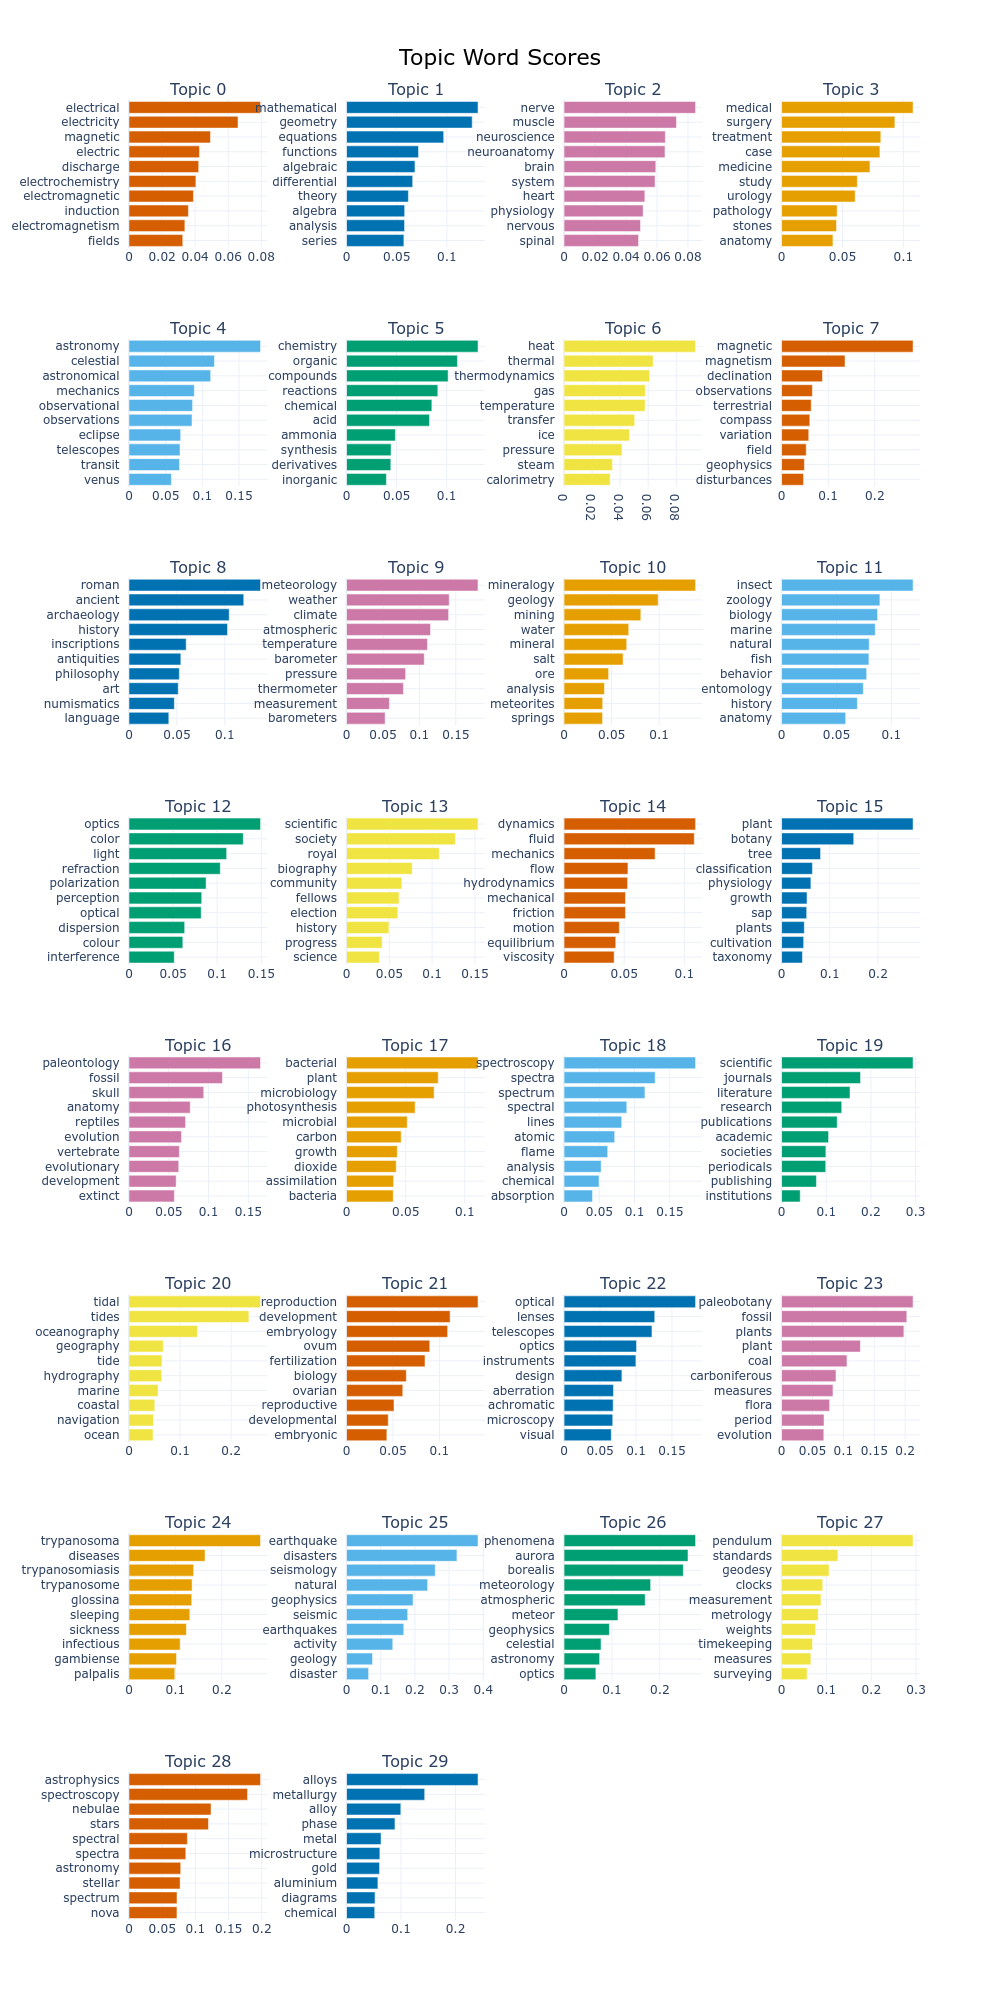 Topic Word Scores
Topic 0
electrical
electricity
magnetic
electric
discharge
electrochemistry
electromagnetic
induction
electromagnetism
fields
0 0.02 0.04 0.06 0.08
Topic 1
mathematical
geometry
equations
functions
algebraic
differential
theory
algebra
analysis
series
0 0.05 0.1
Topic 2
nerve
muscle
neuroscience
neuroanatomy
brain
system
heart
physiology
nervous
spinal
0 0.02 0.04 0.06 0.08
Topic 3
medical
surgery
treatment
case
medicine
study
urology
pathology
stones
anatomy
0 0.05 0.1
Topic 4
astronomy
celestial
astronomical
mechanics
observational
observations
eclipse
telescopes
transit
venus
0 0.05 0.1 0.15
Topic 5
chemistry
organic
compounds
reactions
chemical
acid
ammonia
synthesis
derivatives
inorganic
0 0.05 0.1
Topic 6
heat
thermal
thermodynamics
gas
temperature
transfer
ice
pressure
steam
calorimetry
0 0.02 0.04 0.06 0.08
Topic 7
magnetic
magnetism
declination
observations
terrestrial
compass
variation
field
geophysics
disturbances
0 0.1 0.2
Topic 8
roman
ancient
archaeology
history
inscriptions
antiquities
philosophy
art
numismatics
language
0 0.05 0.1
Topic 9
meteorology
weather
climate
atmospheric
temperature
barometer
pressure
thermometer
measurement
barometers
0 0.05 0.1 0.15
Topic 10
mineralogy
geology
mining
water
mineral
salt
ore
analysis
meteorites
springs
0 0.05 0.1
Topic 11
insect
zoology
biology
marine
natural
fish
behavior
entomology
history
anatomy
0 0.05 0.1
Topic 12
optics
color
light
refraction
polarization
perception
optical
dispersion
colour
interference
0 0.05 0.1 0.15
Topic 13
scientific
society
royal
biography
community
fellows
election
history
progress
science
0 0.05 0.1 0.15
Topic 14
dynamics
fluid
mechanics
flow
hydrodynamics
mechanical
friction
motion
equilibrium
viscosity
0 0.05 0.1
Topic 15
plant
botany
tree
classification
physiology
growth
sap
plants
cultivation
taxonomy
0 0.1 0.2
Topic 16
paleontology
fossil
skull
anatomy
reptiles
evolution
vertebrate
evolutionary
development
extinct
0 0.05 0.1 0.15
Topic 17
bacterial
plant
microbiology
photosynthesis
microbial
carbon
growth
dioxide
assimilation
bacteria
0 0.05 0.1
Topic 18
spectroscopy
spectra
spectrum
spectral
lines
atomic
flame
analysis
chemical
absorption
0 0.05 0.1 0.15
Topic 19
scientific
journals
literature
research
publications
academic
societies
periodicals
publishing
institutions
0 0.1 0.2 0.3
Topic 20
tidal
tides
oceanography
geography
tide
hydrography
marine
coastal
navigation
ocean
0 0.1 0.2
Topic 21
reproduction
development
embryology
ovum
fertilization
biology
ovarian
reproductive
developmental
embryonic
0 0.05 0.1
Topic 22
optical
lenses
telescopes
optics
instruments
design
aberration
achromatic
microscopy
visual
0 0.05 0.1 0.15
Topic 23
paleobotany
fossil
plants
plant
coal
carboniferous
measures
flora
period
evolution
0 0.05 0.1 0.15 0.2
Topic 24
trypanosoma
diseases
trypanosomiasis
trypanosome
glossina
sleeping
sickness
infectious
gambiense
palpalis
0 0.1 0.2
Topic 25
earthquake
disasters
seismology
natural
geophysics
seismic
earthquakes
activity
geology
disaster
0 0.1 0.2 0.3 0.4
Topic 26
phenomena
aurora
borealis
meteorology
atmospheric
meteor
geophysics
celestial
astronomy
optics
0 0.1 0.2
Topic 27
pendulum
standards
geodesy
clocks
measurement
metrology
weights
timekeeping
measures
surveying
0 0.1 0.2 0.3
Topic 28
astrophysics
spectroscopy
nebulae
stars
spectral
spectra
astronomy
stellar
spectrum
nova
0 0.05 0.1 0.15 0.2
Topic 29
alloys
metallurgy
alloy
phase
metal
microstructure
gold
aluminium
diagrams
chemical
0 0.1 0.2